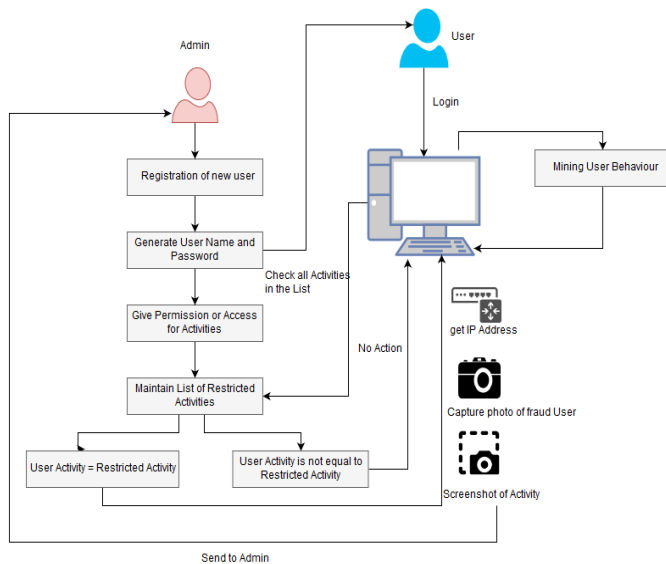 Admin
User
Login
Registration of new user
Mining User Behaviour
Generate User Name and
Password
Check all Activities
in the List
Give Permission or Access
for Activities
get IP Address
No Action
Maintain List of Restricted
Activities
Capture photo of fraud User
User Activity = Restricted Activity
User Activity is not equal to
Restricted Activity
Screenshot of Activity
Send to Admin